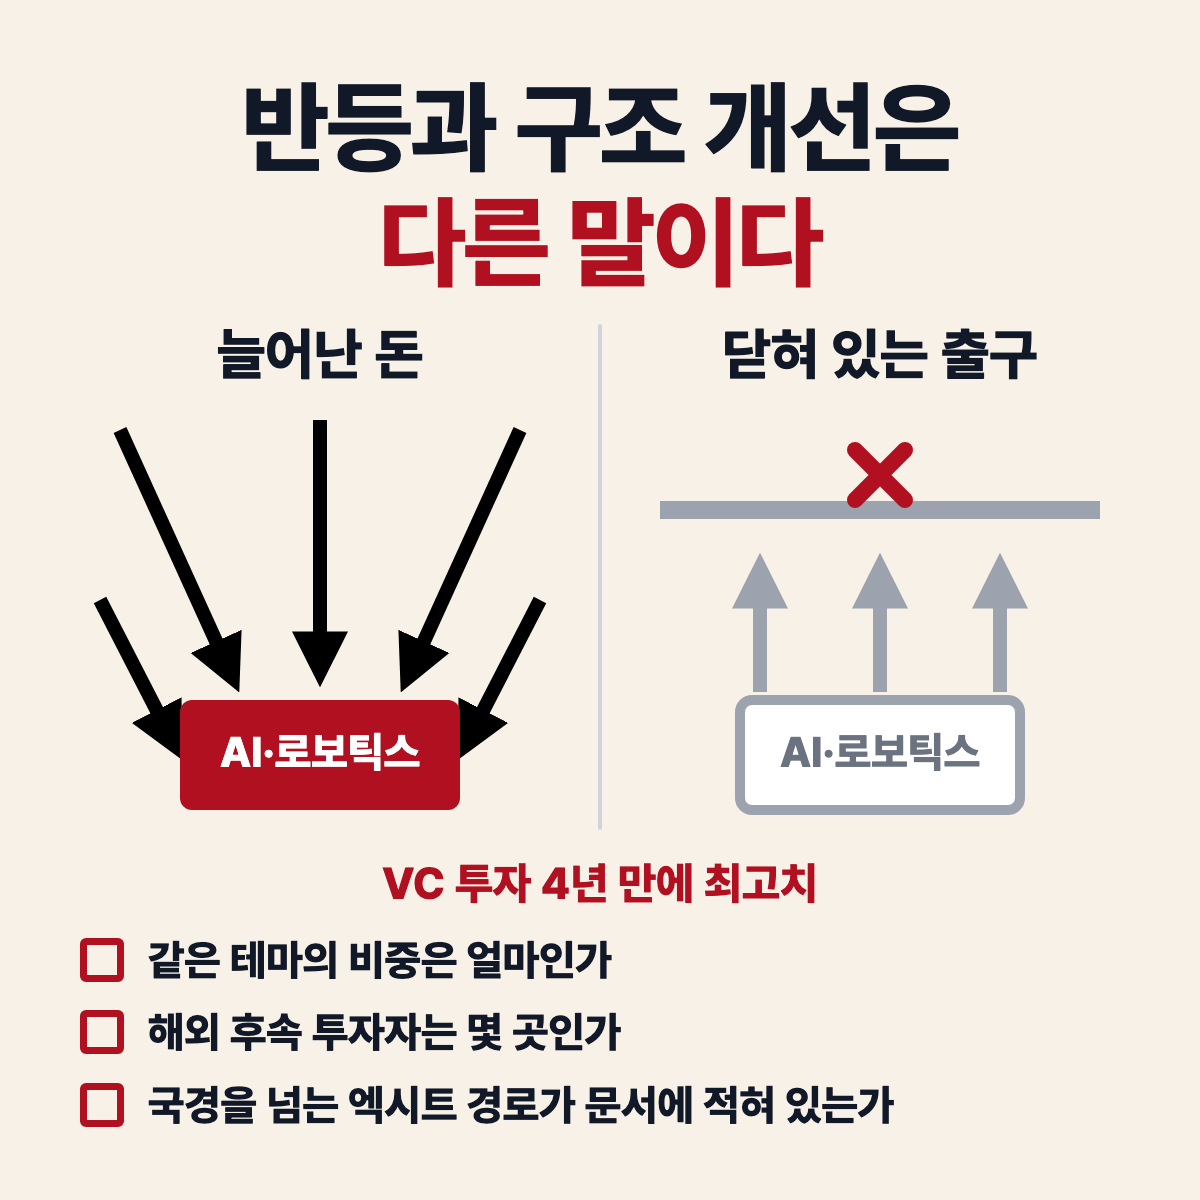 반등과 구조 개선은
다른 말이다
늘어난 돈
닫혀 있는 출구
AI·로보틱스
AI·로보틱스
VC 투자 4년 만에 최고치
같은 테마의 비중은 얼마인가
해외 후속 투자자는 몇 곳인가
국경을 넘는 엑시트 경로가 문서에 적혀 있는가